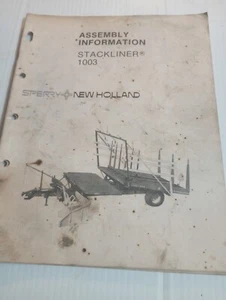 ASSEMBLY
INFORMATION
STACKLINER®
1003
SPERRY NEW HOLLAND